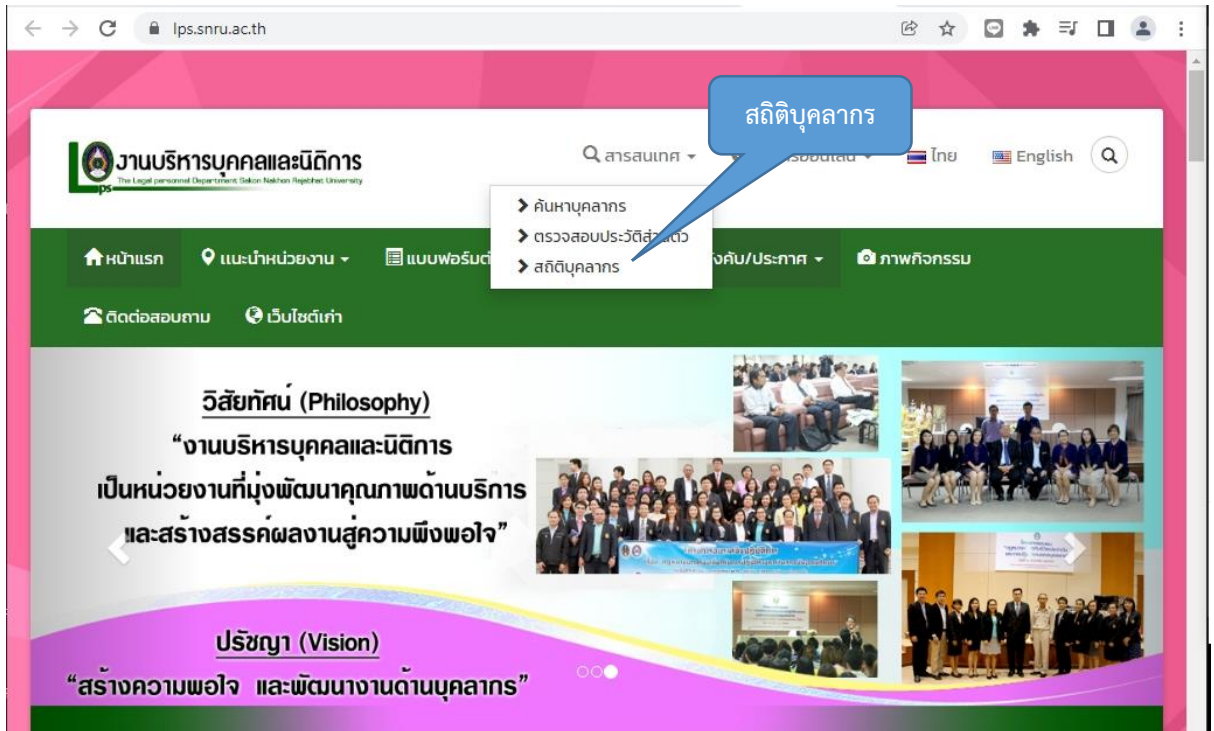 lps.snru.ac.th
สถิติบุคลากร
งานบริหารบุคคลและนิติการ
The Legal personnel Department Sakon Nakhon Rajabhat University
Lps
สารสนเทศ
ไทย
English
ค้นหาบุคลากร
ตรวจสอบประวัติส่วนตัว
สถิติบุคลากร
หน้าแรก
แนะนำหน่วยงาน
ภาพกิจกรรม
ติดต่อสอบถาม
เว็บไซต์เก่า
วิสัยทัศน์ (Philosophy)
“งานบริหารบุคคลและนิติการ
เป็นหน่วยงานที่มุ่งพัฒนาคุณภาพด้านบริการ
และสร้างสรรค์ผลงานสู่ความพึงพอใจ”
ปรัชญา (Vision)
“สร้างความพอใจ และพัฒนางานด้านบุคลากร”